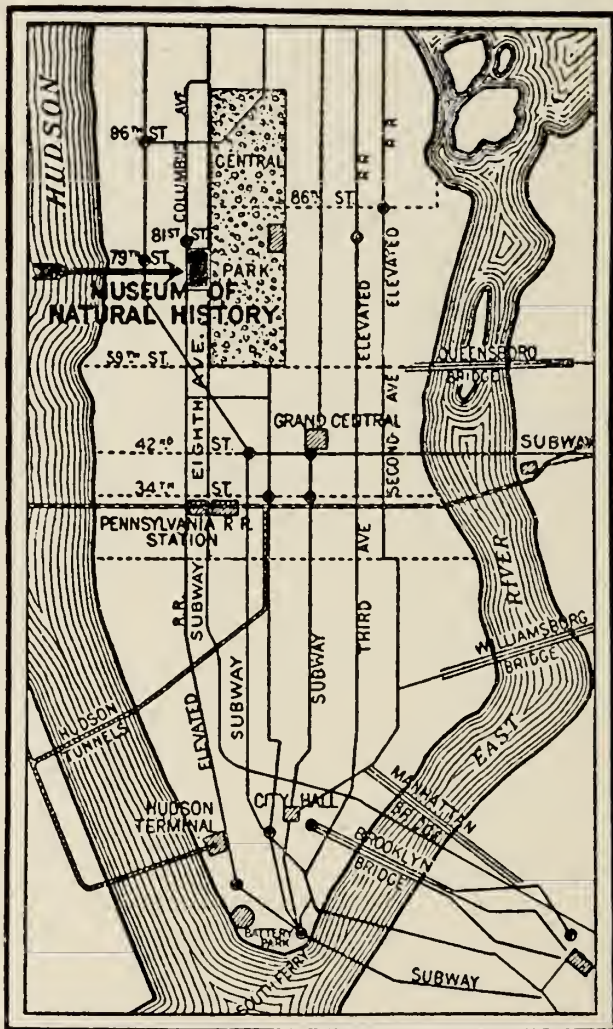 HUDSON
86TH ST.
COLUMBUS AVE
CENTRAL
PARK
86TH ST.
81ST ST.
79TH ST.
MUSEUM OF
NATURAL HISTORY
ELEVATED R R
ELEVATED R R
59TH ST.
QUEENSBORO
BRIDGE
EIGHTH AVE.
SECOND AVE
GRAND CENTRAL
42ND ST.
SUBWAY
34TH ST.
PENNSYLVANIA R R
STATION
THIRD AVE
R.R.
SUBWAY
SUBWAY
SUBWAY
ELEVATED
RIVER
EAST
WILLIAMSBORG
BRIDGE
HUDSON
TUNNELS
HUDSON
TERMINAL
CITY HALL
MANHATTAN
BRIDGE
BROOKLYN
BRIDGE
BATTERY
PARK
SOUTH FERRY
SUBWAY